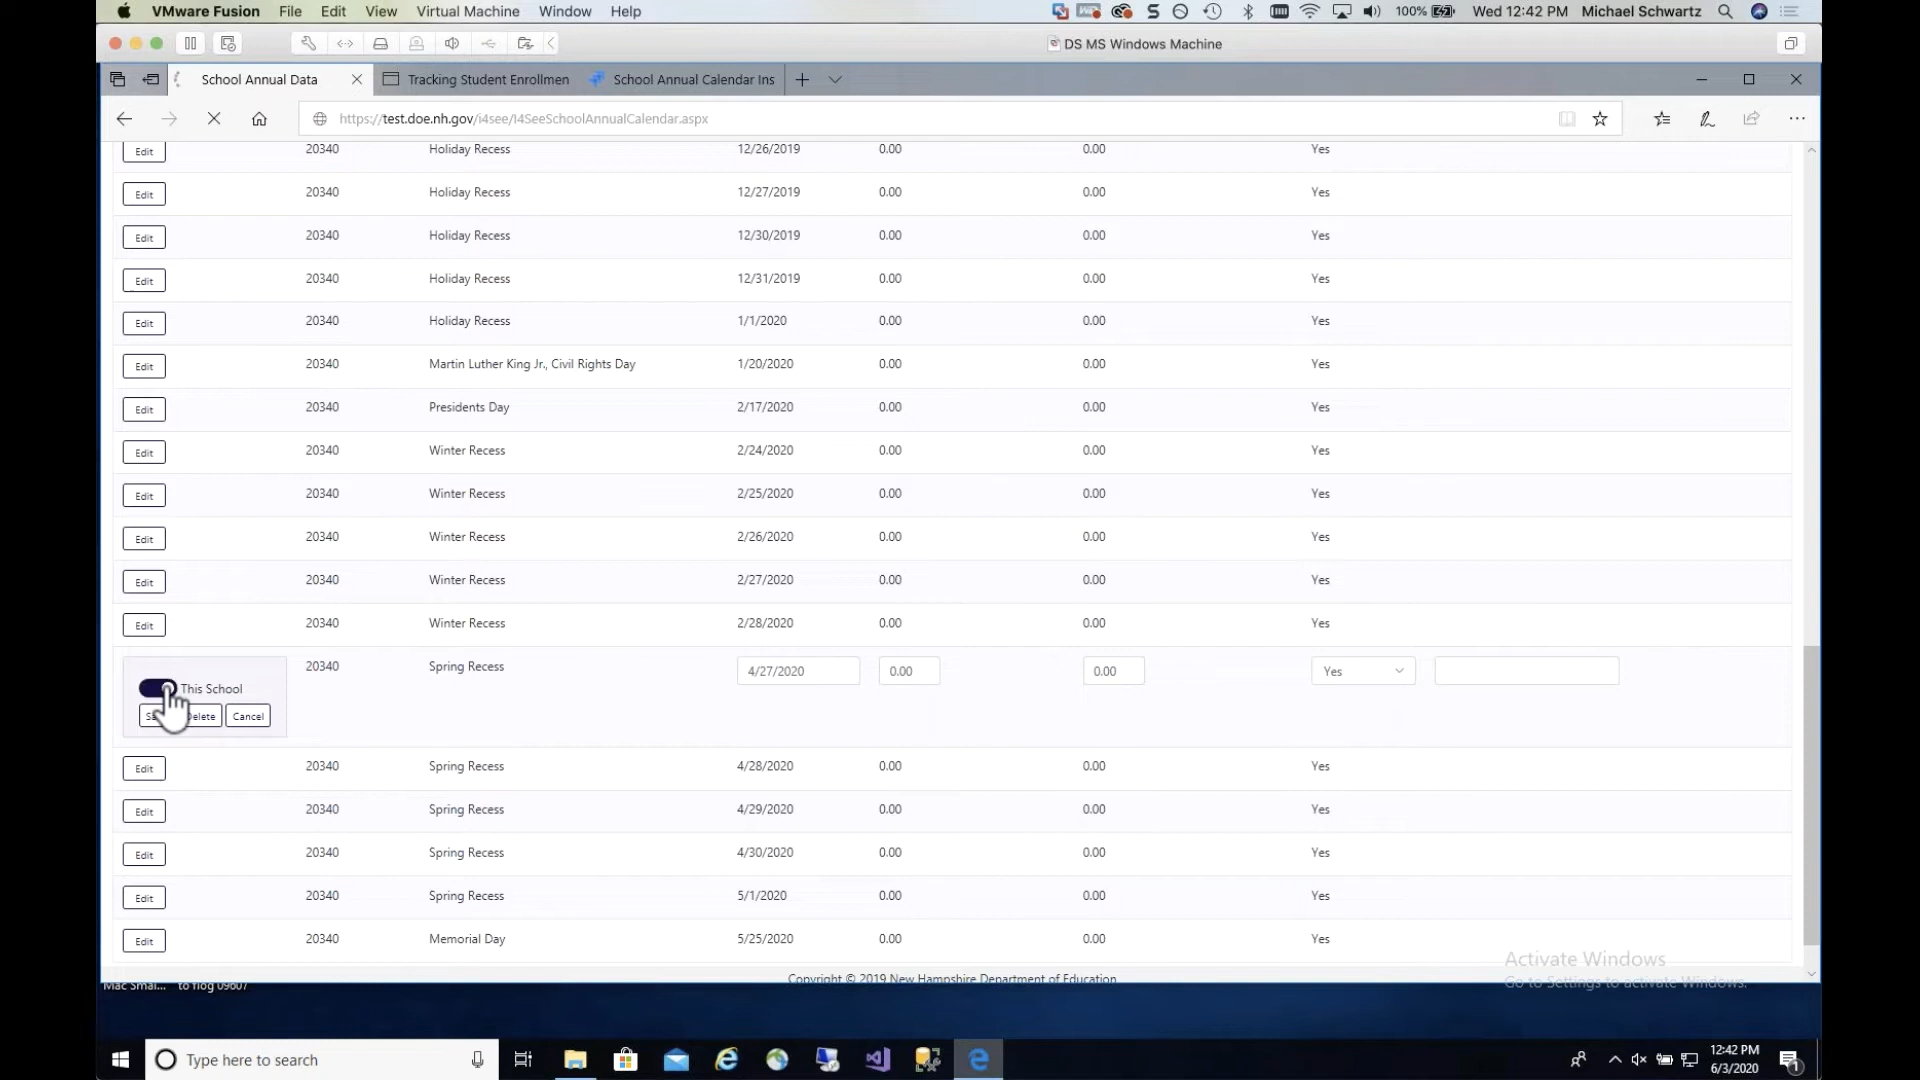 VMware Fusion File Edit View Virtual Machine Window Help 100% Wed 12:42 PM Michael Schwartz
DS MS Windows Machine
School Annual Data Tracking Student Enrollmen School Annual Calendar Ins
https://test.doe.nh.gov/i4see/I4SeeSchoolAnnualCalendar.aspx
Edit 20340 Holiday Recess 12/26/2019 0.00 0.00 Yes
Edit 20340 Holiday Recess 12/27/2019 0.00 0.00 Yes
Edit 20340 Holiday Recess 12/30/2019 0.00 0.00 Yes
Edit 20340 Holiday Recess 12/31/2019 0.00 0.00 Yes
Edit 20340 Holiday Recess 1/1/2020 0.00 0.00 Yes
Edit 20340 Martin Luther King Jr., Civil Rights Day 1/20/2020 0.00 0.00 Yes
Edit 20340 Presidents Day 2/17/2020 0.00 0.00 Yes
Edit 20340 Winter Recess 2/24/2020 0.00 0.00 Yes
Edit 20340 Winter Recess 2/25/2020 0.00 0.00 Yes
Edit 20340 Winter Recess 2/26/2020 0.00 0.00 Yes
Edit 20340 Winter Recess 2/27/2020 0.00 0.00 Yes
Edit 20340 Winter Recess 2/28/2020 0.00 0.00 Yes
20340 Spring Recess 4/27/2020 0.00 0.00 Yes
This School
Cancel
Edit 20340 Spring Recess 4/28/2020 0.00 0.00 Yes
Edit 20340 Spring Recess 4/29/2020 0.00 0.00 Yes
Edit 20340 Spring Recess 4/30/2020 0.00 0.00 Yes
Edit 20340 Spring Recess 5/1/2020 0.00 0.00 Yes
Edit 20340 Memorial Day 5/25/2020 0.00 0.00 Yes
Activate Windows
Go to Settings to activate Windows.
Copyright © 2019 New Hampshire Department of Education
Type here to search
12:42 PM
6/3/2020
1